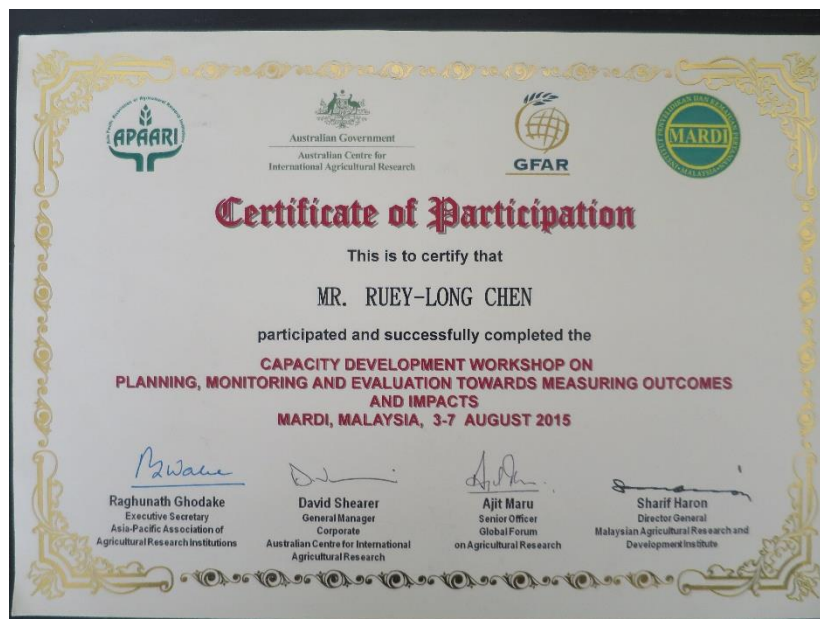 APAARI
Australian Government
Australian Centre for
International Agricultural Research
GFAR
MARDI
Certificate of Participation
This is to certify that
MR. RUEY-LONG CHEN
participated and successfully completed the
CAPACITY DEVELOPMENT WORKSHOP ON
PLANNING, MONITORING AND EVALUATION TOWARDS MEASURING OUTCOMES
AND IMPACTS
MARDI, MALAYSIA, 3-7 AUGUST 2015
Raghunath Ghodake
Executive Secretary
Asia-Pacific Association of
Agricultural Research Institutions
David Shearer
General Manager
Corporate
Australian Centre for International
Agricultural Research
Ajit Maru
Senior Officer
Global Forum
on Agricultural Research
Sharif Haron
Director General
Malaysian Agricultural Research and
Development Institute